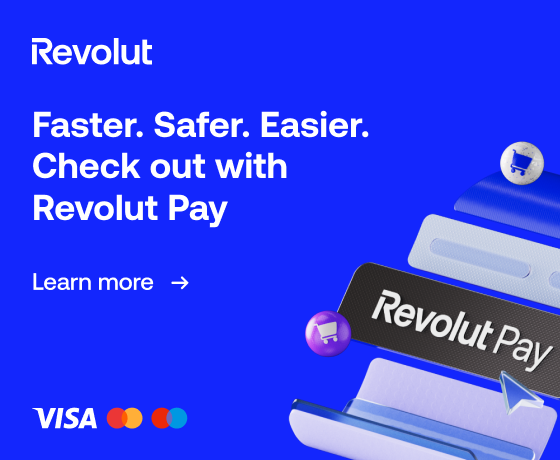 Revolut
Faster. Safer. Easier.
Check out with
Revolut Pay
Learn more →
Revolut Pay
VISA